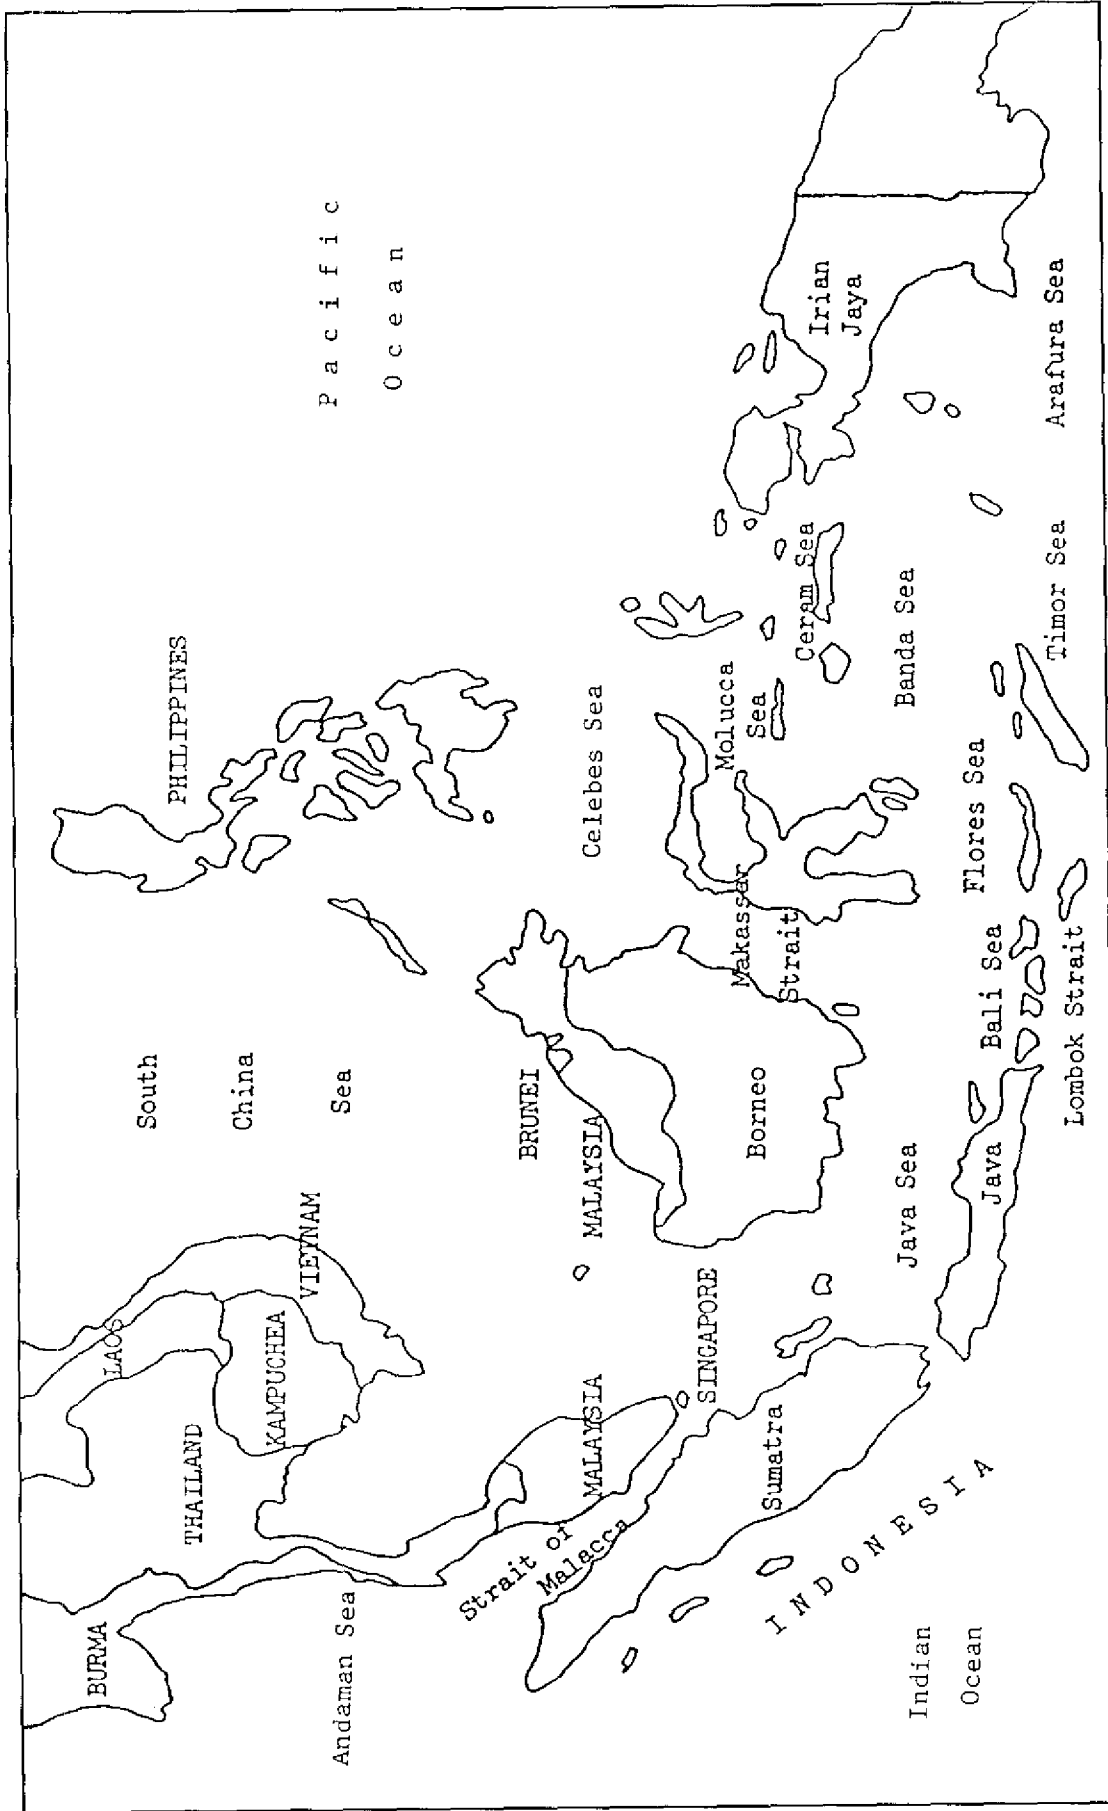 BURMA
LAOS
THAILAND
KAMPUCHEA
VIETNAM
South
China
Sea
PHILIPPINES
Pacific
Ocean
Andaman Sea
Strait of
Malacca
MALAYSIA
SINGAPORE
Sumatra
BRUNEI
MALAYSIA
Borneo
Celebes Sea
Makassar
Strait
Molucca
Sea
Ceram Sea
Irian
Jaya
INDONESIA
Indian
Ocean
Java Sea
Java
Bali Sea
Lombok Strait
Flores Sea
Banda Sea
Timor Sea
Arafura Sea